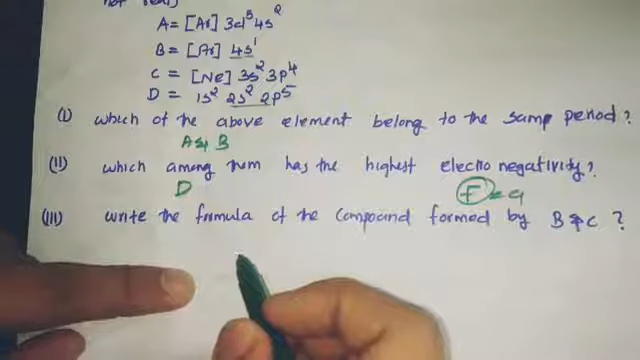 A = [Ar] 3d⁵ 4s²
B = [Ar] 4s¹
C = [Ne] 3s² 3p⁴
D = 1s² 2s² 2p⁵
(I) which of the above element belong to the same period?
A & B
(II) which among them has the highest electro negativity?
D F = 9
(III) write the formula of the compound formed by B & C ?